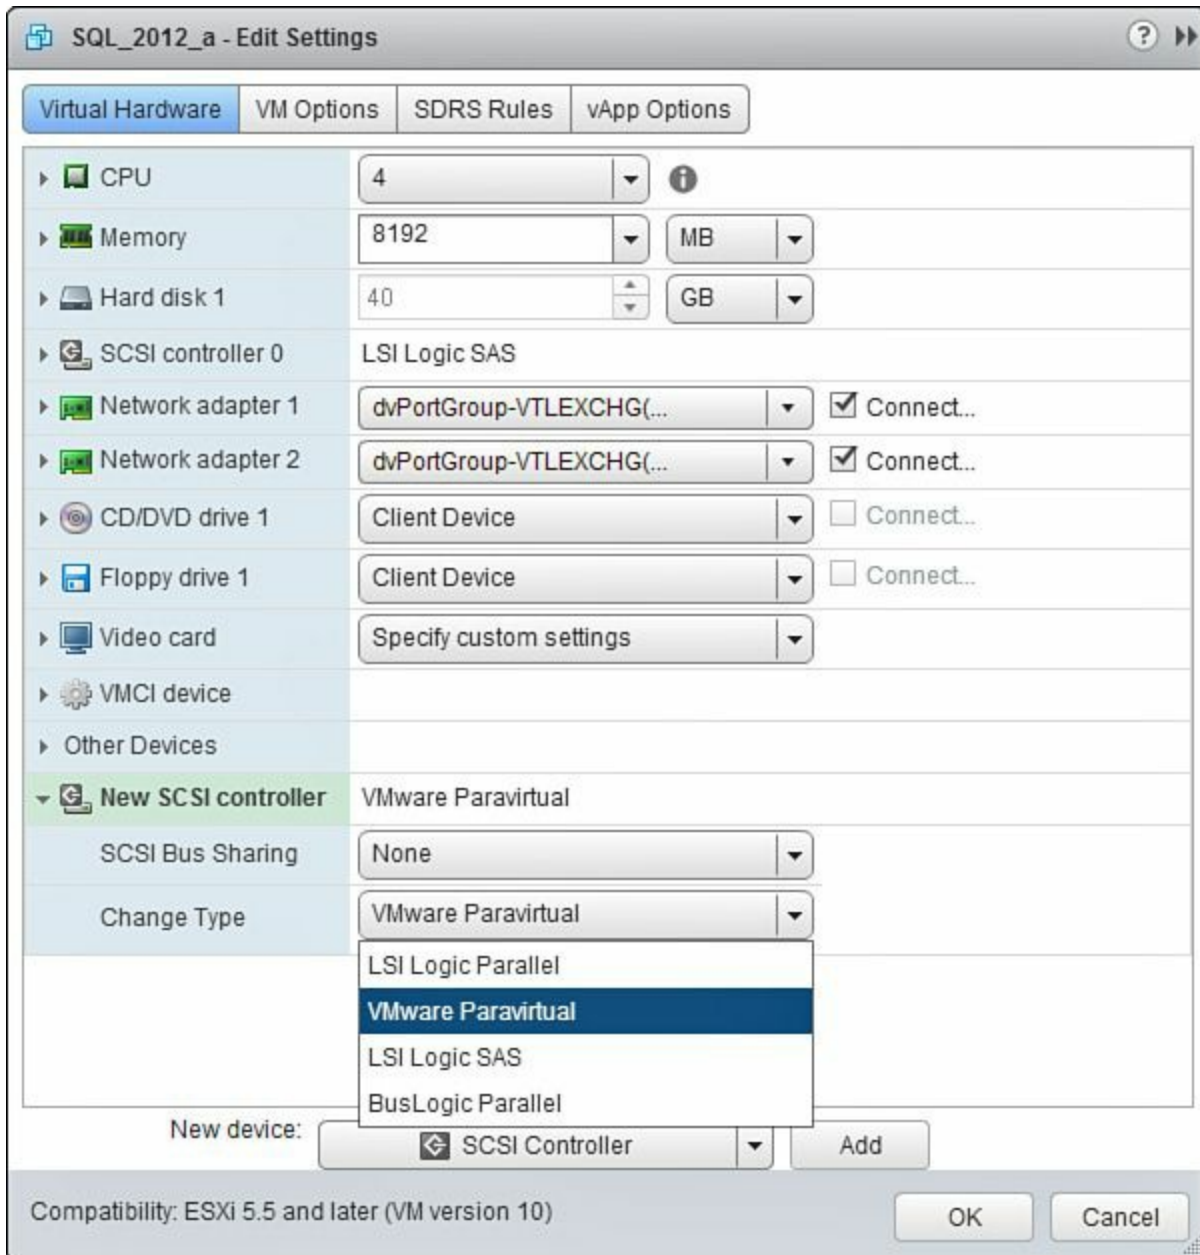 SQL_2012_a - Edit Settings
?
Virtual Hardware VM Options SDRS Rules vApp Options
CPU 4
Memory 8192 MB
Hard disk 1 40 GB
SCSI controller 0 LSI Logic SAS
Network adapter 1 dvPortGroup-VTLEXCHG(... Connect...
Network adapter 2 dvPortGroup-VTLEXCHG(... Connect...
CD/DVD drive 1 Client Device Connect...
Floppy drive 1 Client Device Connect...
Video card Specify custom settings
VMCI device
Other Devices
New SCSI controller VMware Paravirtual
SCSI Bus Sharing None
Change Type VMware Paravirtual
LSI Logic Parallel
VMware Paravirtual
LSI Logic SAS
BusLogic Parallel
New device: SCSI Controller Add
Compatibility: ESXi 5.5 and later (VM version 10) OK Cancel